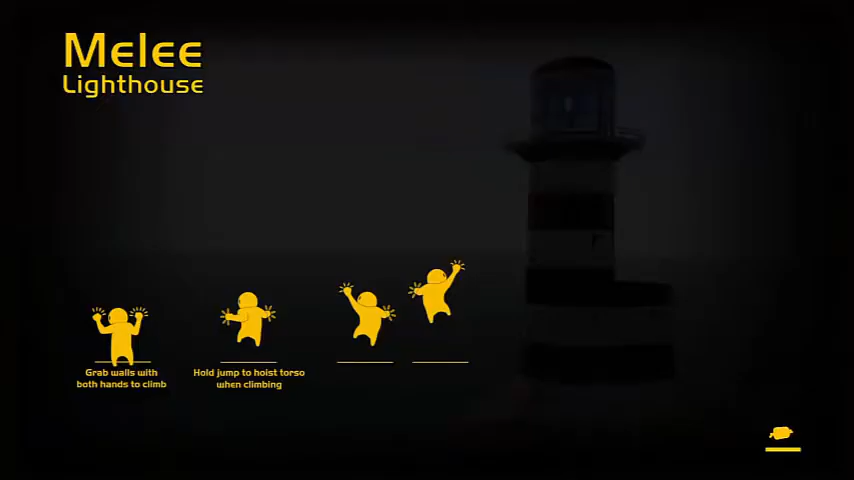 Melee
Lighthouse
Grab walls with
both hands to climb
Hold jump to hoist torso
when climbing